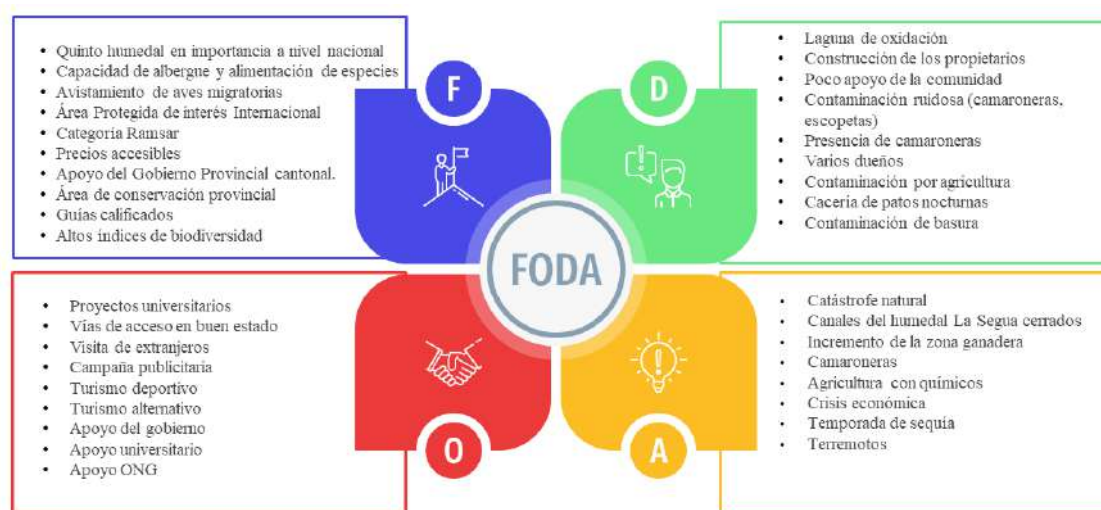 Quinto humedal en importancia a nivel nacional
Capacidad de albergue y alimentación de especies
Avistamiento de aves migratorias
Área Protegida de interés Internacional
Categoría Ramsar
Precios accesibles
Apoyo del Gobierno Provincial cantonal.
Área de conservación provincial
Guías calificados
Altos índices de biodiversidad
F
D
Laguna de oxidación
Construcción de los propietarios
Poco apoyo de la comunidad
Contaminación ruidosa (camaroneras,
escopetas)
Presencia de camaroneras
Varios dueños
Contaminación por agricultura
Cacería de patos nocturnas
Contaminación de basura
FODA
Proyectos universitarios
Vías de acceso en buen estado
Visita de extranjeros
Campaña publicitaria
Turismo deportivo
Turismo alternativo
Apoyo del gobierno
Apoyo universitario
Apoyo ONG
O
A
Catástrofe natural
Canales del humedal La Segua cerrados
Incremento de la zona ganadera
Camaroneras
Agricultura con químicos
Crisis económica
Temporada de sequía
Terremotos